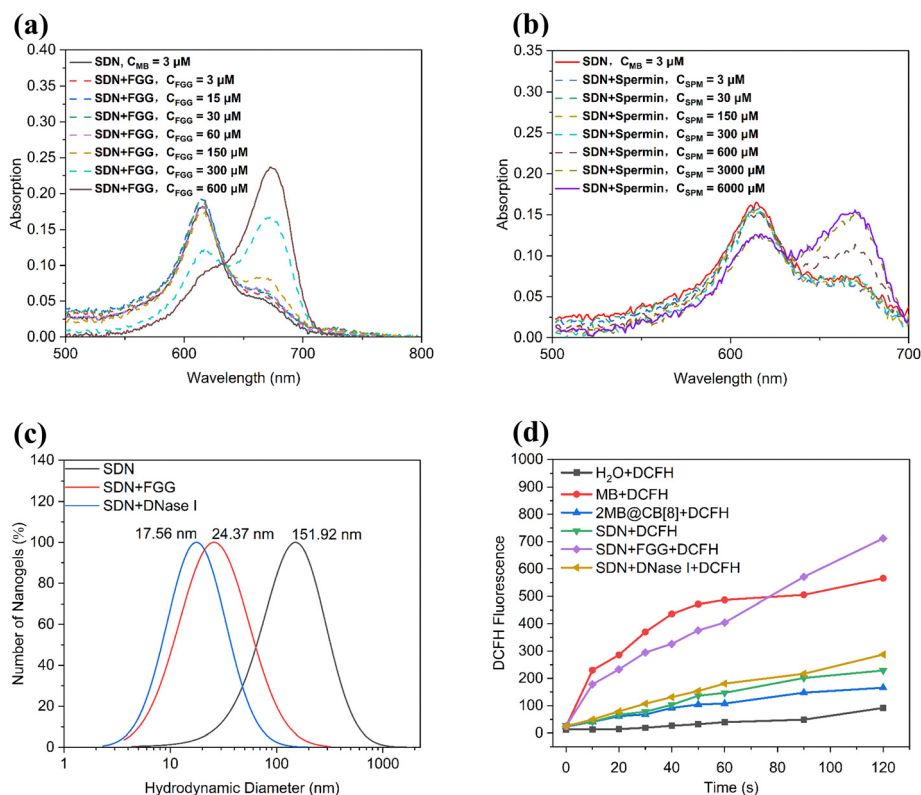 (a)
0.40
0.35
0.30
0.25
0.20
0.15
0.10
0.05
0.00
Absorption
SDN, CMB = 3 μM
SDN+FGG, CFGG = 3 μM
SDN+FGG, CFGG = 15 μM
SDN+FGG, CFGG = 30 μM
SDN+FGG, CFGG = 60 μM
SDN+FGG, CFGG = 150 μM
SDN+FGG, CFGG = 300 μM
SDN+FGG, CFGG = 600 μM
500 600 700 800
Wavelength (nm)
(b)
0.35
0.30
0.25
0.20
0.15
0.10
0.05
0.00
Absorption
SDN, CMB = 3 μM
SDN+Spermin, CSPM = 3 μM
SDN+Spermin, CSPM = 30 μM
SDN+Spermin, CSPM = 150 μM
SDN+Spermin, CSPM = 300 μM
SDN+Spermin, CSPM = 600 μM
SDN+Spermin, CSPM = 3000 μM
SDN+Spermin, CSPM = 6000 μM
500 600 700
Wavelength (nm)
(c)
140
120
100
80
60
40
20
0
Number of Nanogels (%)
SDN
SDN+FGG
SDN+DNase I
17.56 nm 24.37 nm 151.92 nm
1 10 100 1000
Hydrodynamic Diameter (nm)
(d)
1000
900
800
700
600
500
400
300
200
100
0
DCFH Fluorescence
H2O+DCFH
MB+DCFH
2MB@CB[8]+DCFH
SDN+DCFH
SDN+FGG+DCFH
SDN+DNase I+DCFH
0 20 40 60 80 100 120
Time (s)